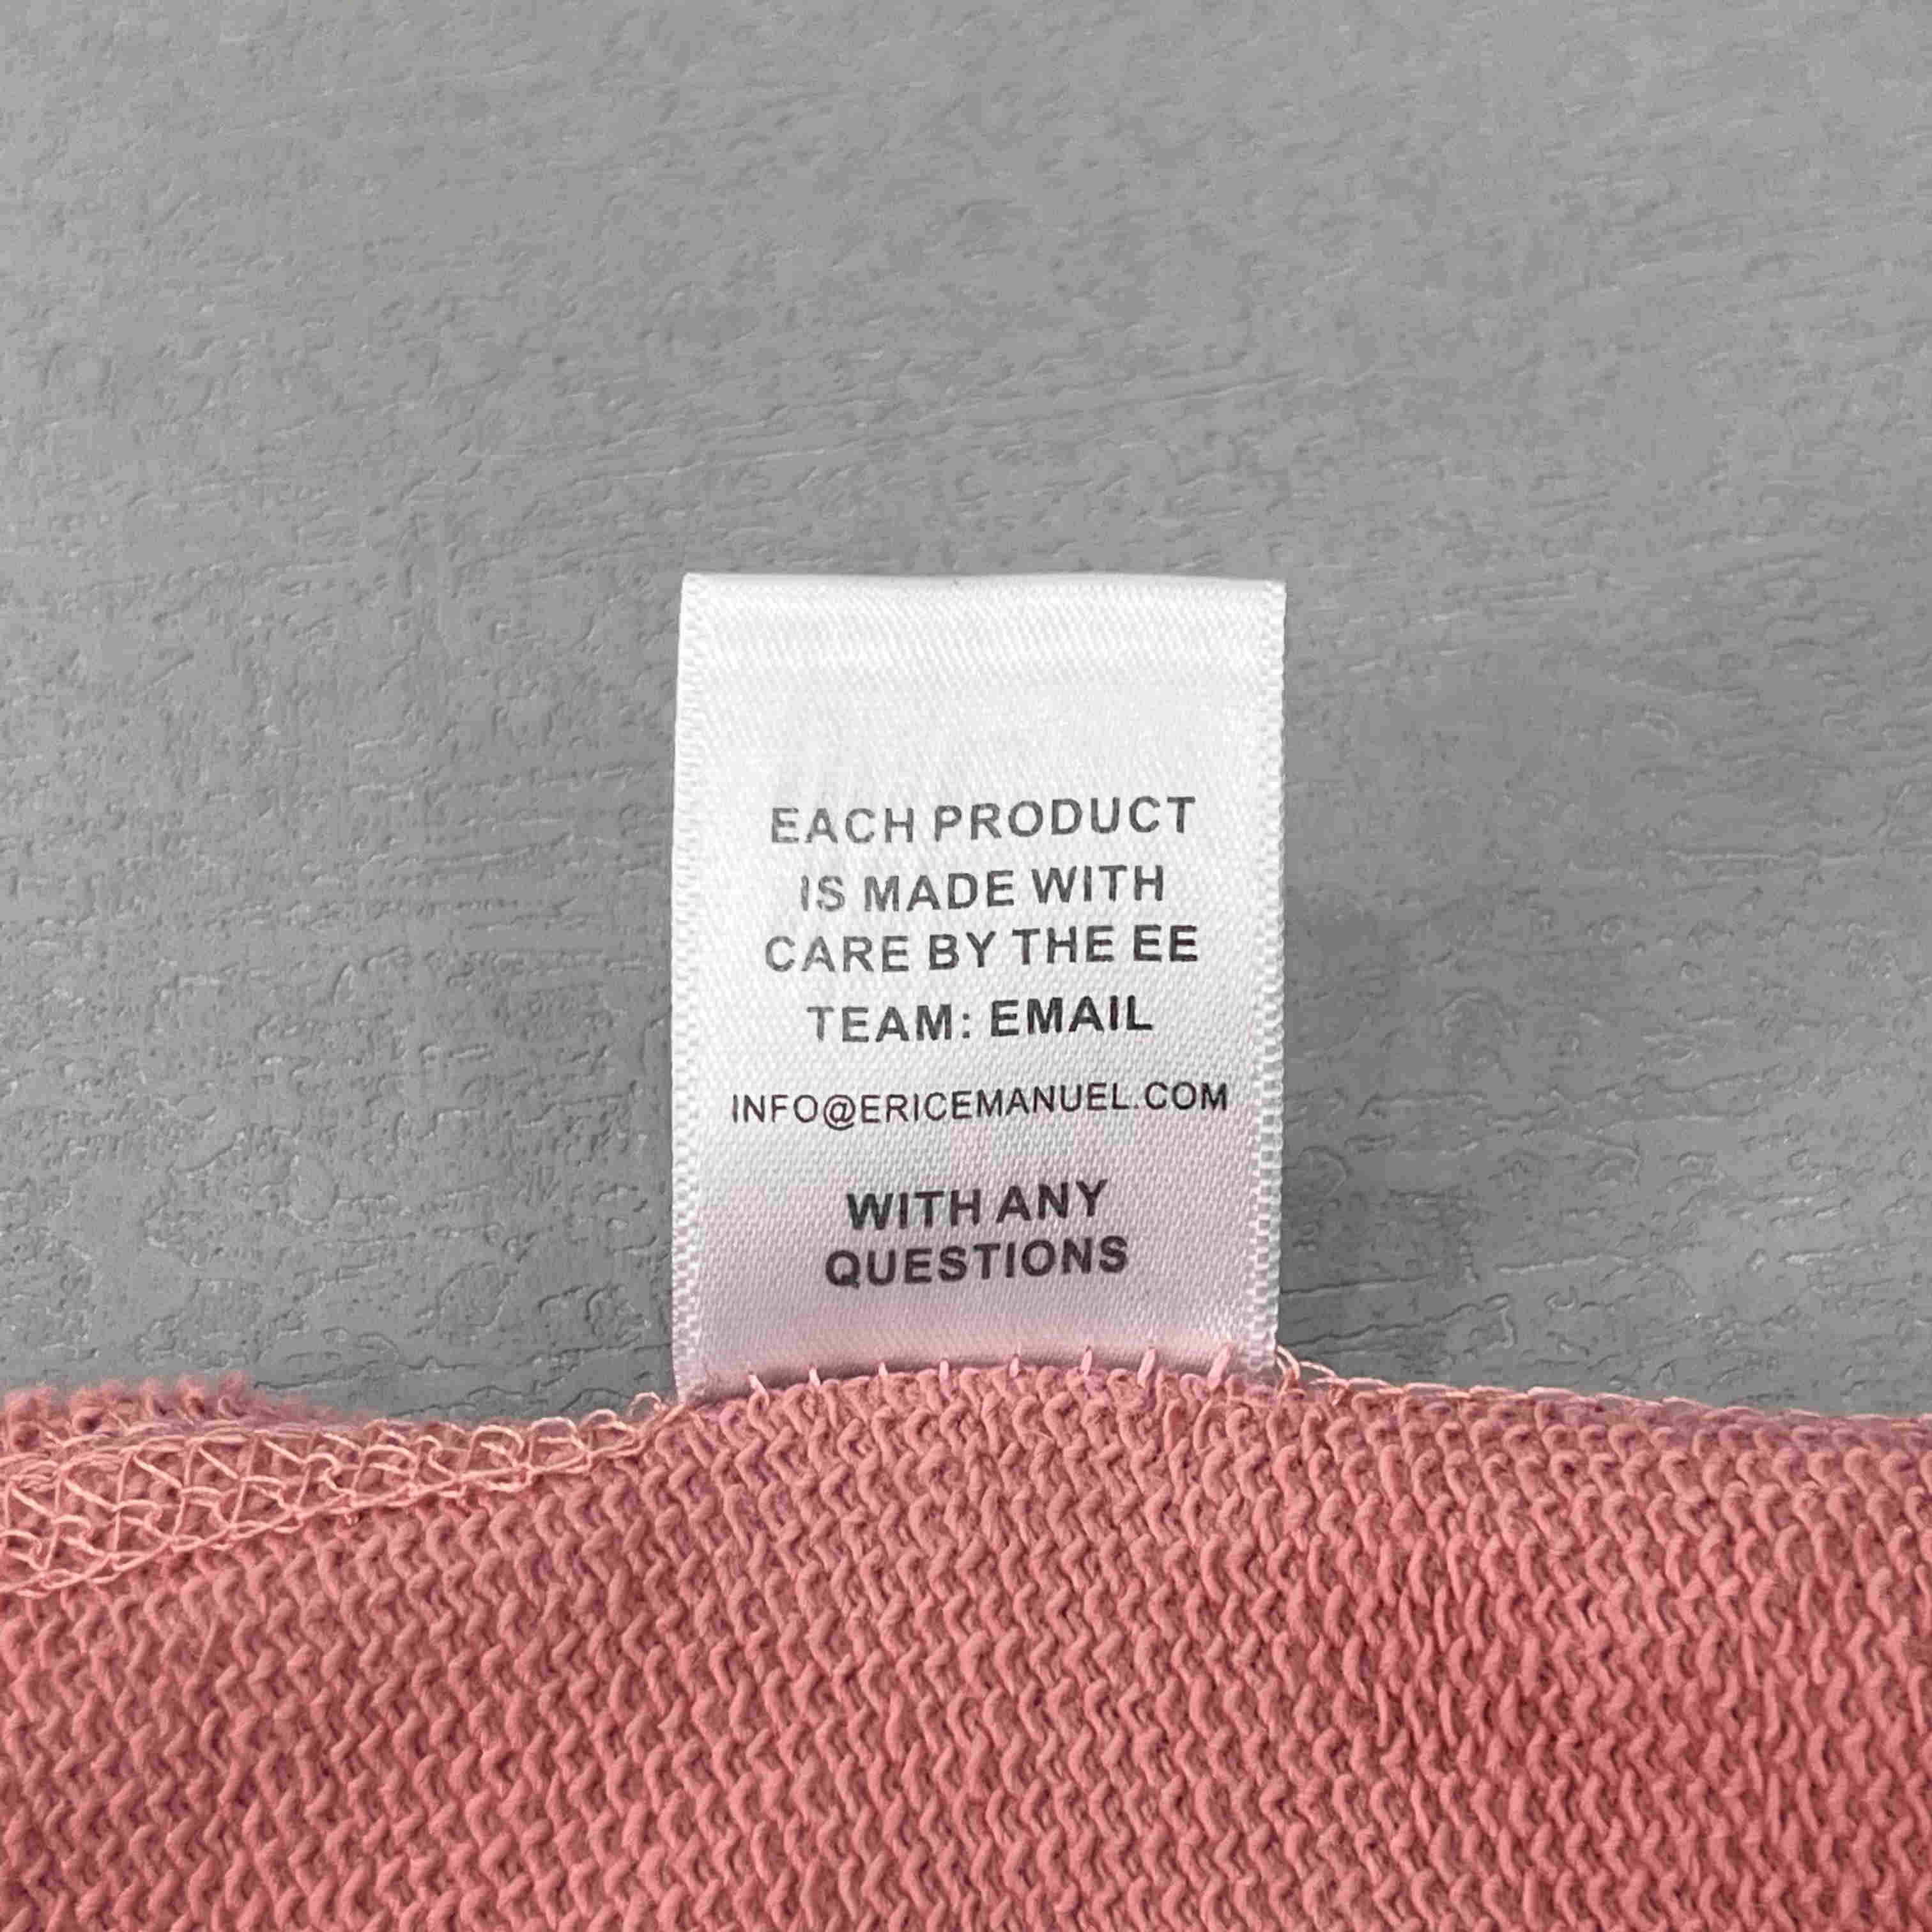 EACH PRODUCT
IS MADE WITH
CARE BY THE EE
TEAM: EMAIL
INFO@ERICEMANUEL.COM
WITH ANY
QUESTIONS